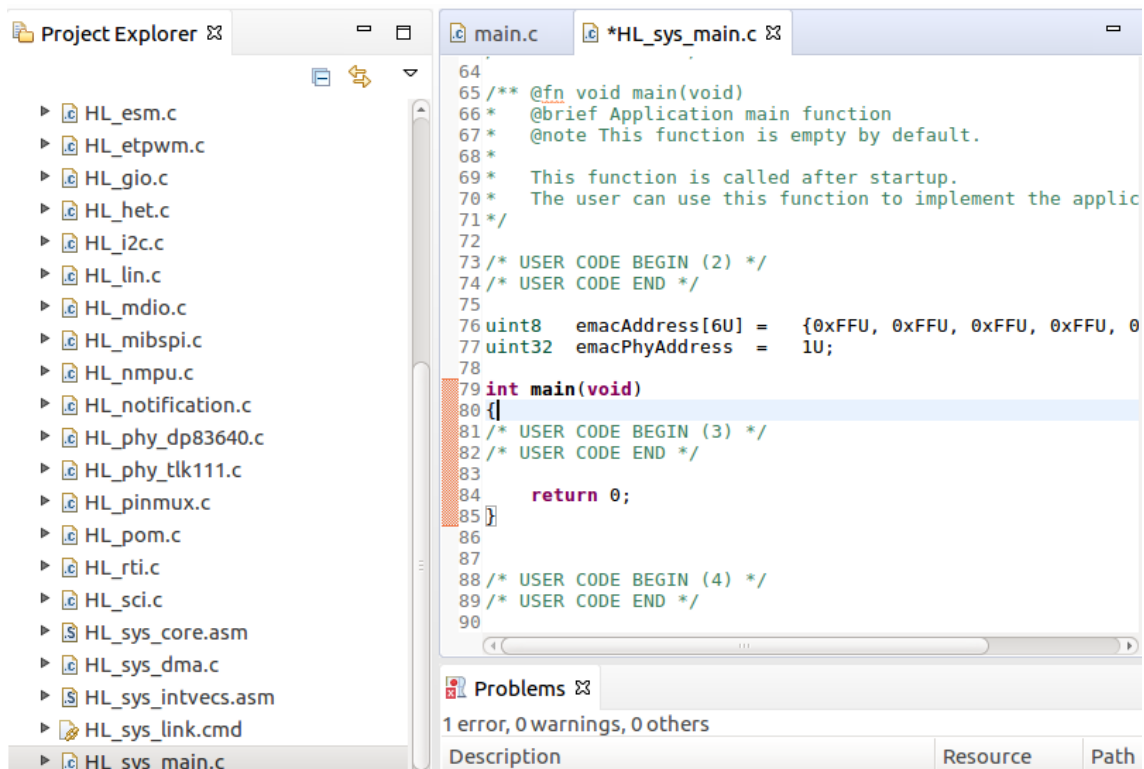 Project Explorer
HL_esm.c
HL_etpwm.c
HL_gio.c
HL_het.c
HL_i2c.c
HL_lin.c
HL_mdio.c
HL_mibspi.c
HL_nmpu.c
HL_notification.c
HL_phy_dp83640.c
HL_phy_tlk111.c
HL_pinmux.c
HL_pom.c
HL_rti.c
HL_sci.c
HL_sys_core.asm
HL_sys_dma.c
HL_sys_intvecs.asm
HL_sys_link.cmd
HL_sys_main.c
main.c
*HL_sys_main.c
64
65 /** @fn void main(void)
66 *   @brief Application main function
67 *   @note This function is empty by default.
68 *
69 *   This function is called after startup.
70 *   The user can use this function to implement the applic
71 */
72
73 /* USER CODE BEGIN (2) */
74 /* USER CODE END */
75
76 uint8   emacAddress[6U] =   {0xFFU, 0xFFU, 0xFFU, 0xFFU, 0
77 uint32  emacPhyAddress  =   1U;
78
79 int main(void)
80 {
81 /* USER CODE BEGIN (3) */
82 /* USER CODE END */
83
84     return 0;
85 }
86
87
88 /* USER CODE BEGIN (4) */
89 /* USER CODE END */
90
Problems
1 error, 0 warnings, 0 others
Description Resource Path